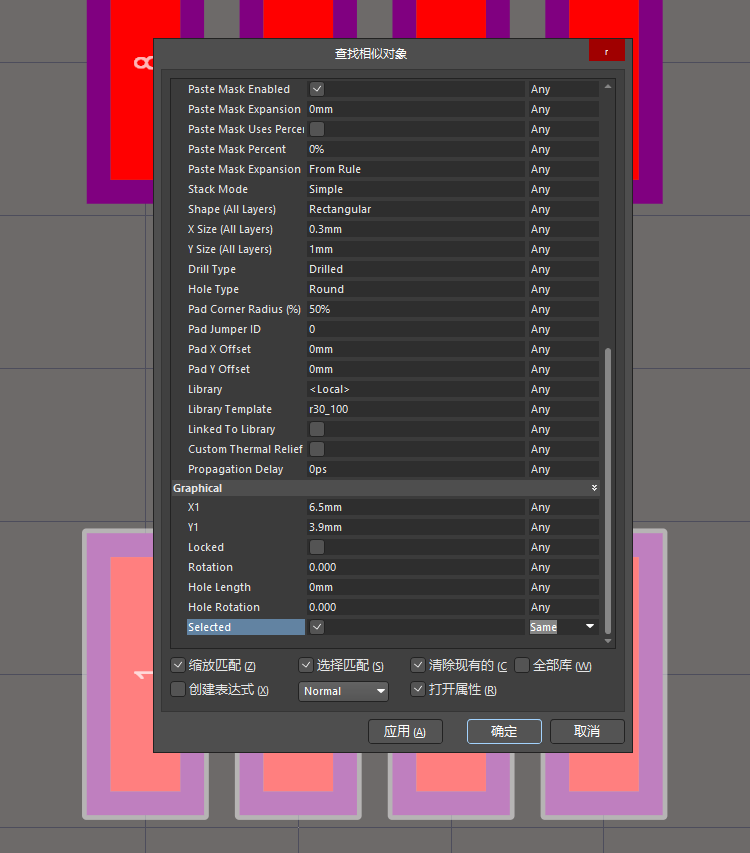 8
查找相似对象
r
Paste Mask Enabled Any
Paste Mask Expansion 0mm Any
Paste Mask Uses Percer Any
Paste Mask Percent 0% Any
Paste Mask Expansion From Rule Any
Stack Mode Simple Any
Shape (All Layers) Rectangular Any
X Size (All Layers) 0.3mm Any
Y Size (All Layers) 1mm Any
Drill Type Drilled Any
Hole Type Round Any
Pad Corner Radius (%) 50% Any
Pad Jumper ID 0 Any
Pad X Offset 0mm Any
Pad Y Offset 0mm Any
Library <Local> Any
Library Template r30_100 Any
Linked To Library Any
Custom Thermal Relief Any
Propagation Delay 0ps Any
Graphical
X1 6.5mm Any
Y1 3.9mm Any
Locked Any
Rotation 0.000 Any
Hole Length 0mm Any
Hole Rotation 0.000 Any
Selected Same
缩放匹配 (Z) 选择匹配 (S) 清除现有的 (C 全部库 (W)
1
创建表达式 (X) Normal 打开属性 (R)
应用 (A) 确定 取消